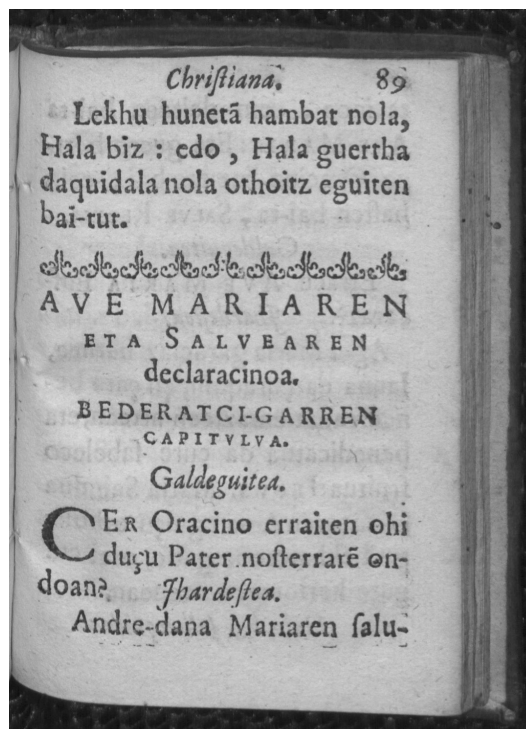 Chriſtiana. 89
Lekhu hunetã hambat nola,
Hala biz : edo , Hala guertha
daquidala nola othoitz eguiten
bai-tut.
AVE MARIAREN
ETA SALVEAREN
declaracinoa.
BEDERATCI-GARREN
CAPITVLVA.
Galdeguitea.
CER Oracino erraiten ohi
duçu Pater noſterrarẽ on-
doan? Jhardeſtea.
Andre-dana Mariaren ſalu-